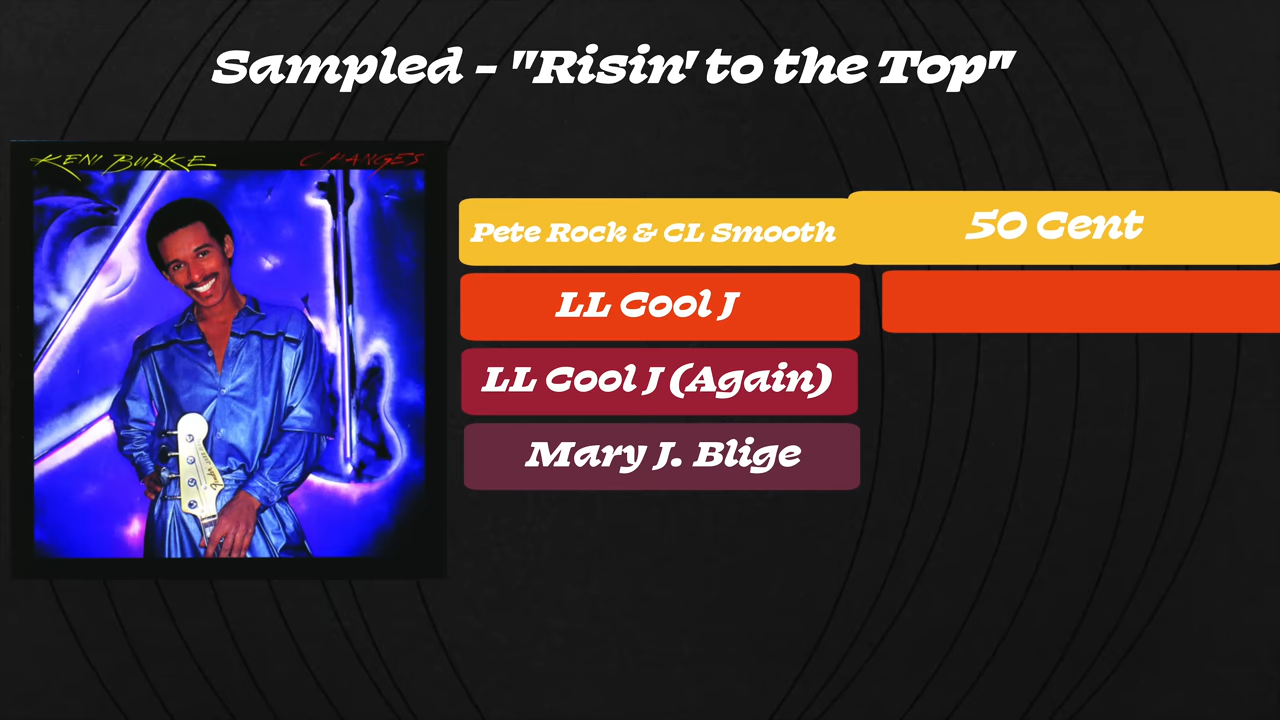 Sampled - "Risin' to the Top"
KENI BURKE
CHANGES
Pete Rock & CL Smooth
50 Cent
LL Cool J
LL Cool J (Again)
Mary J. Blige
Fender